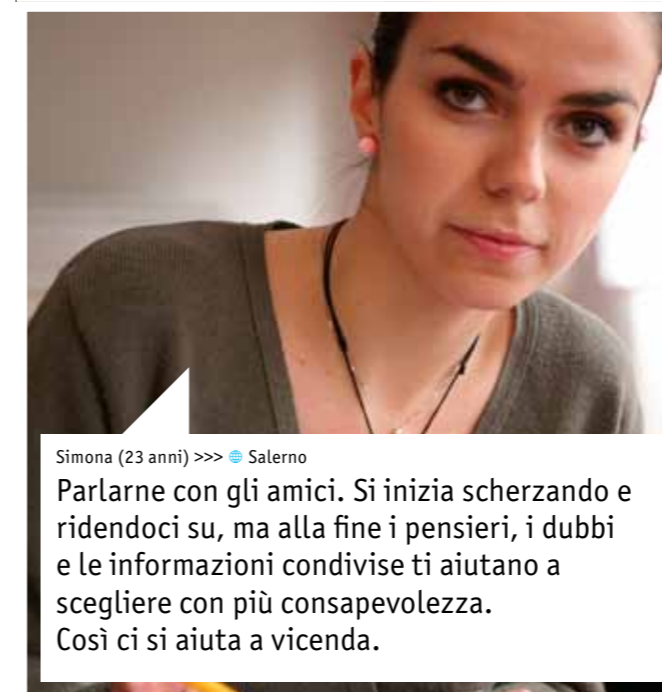 Simona (23 anni) >>> Salerno
Parlarne con gli amici. Si inizia scherzando e
ridendoci su, ma alla fine i pensieri, i dubbi
e le informazioni condivise ti aiutano a
scegliere con più consapevolezza.
Così ci si aiuta a vicenda.